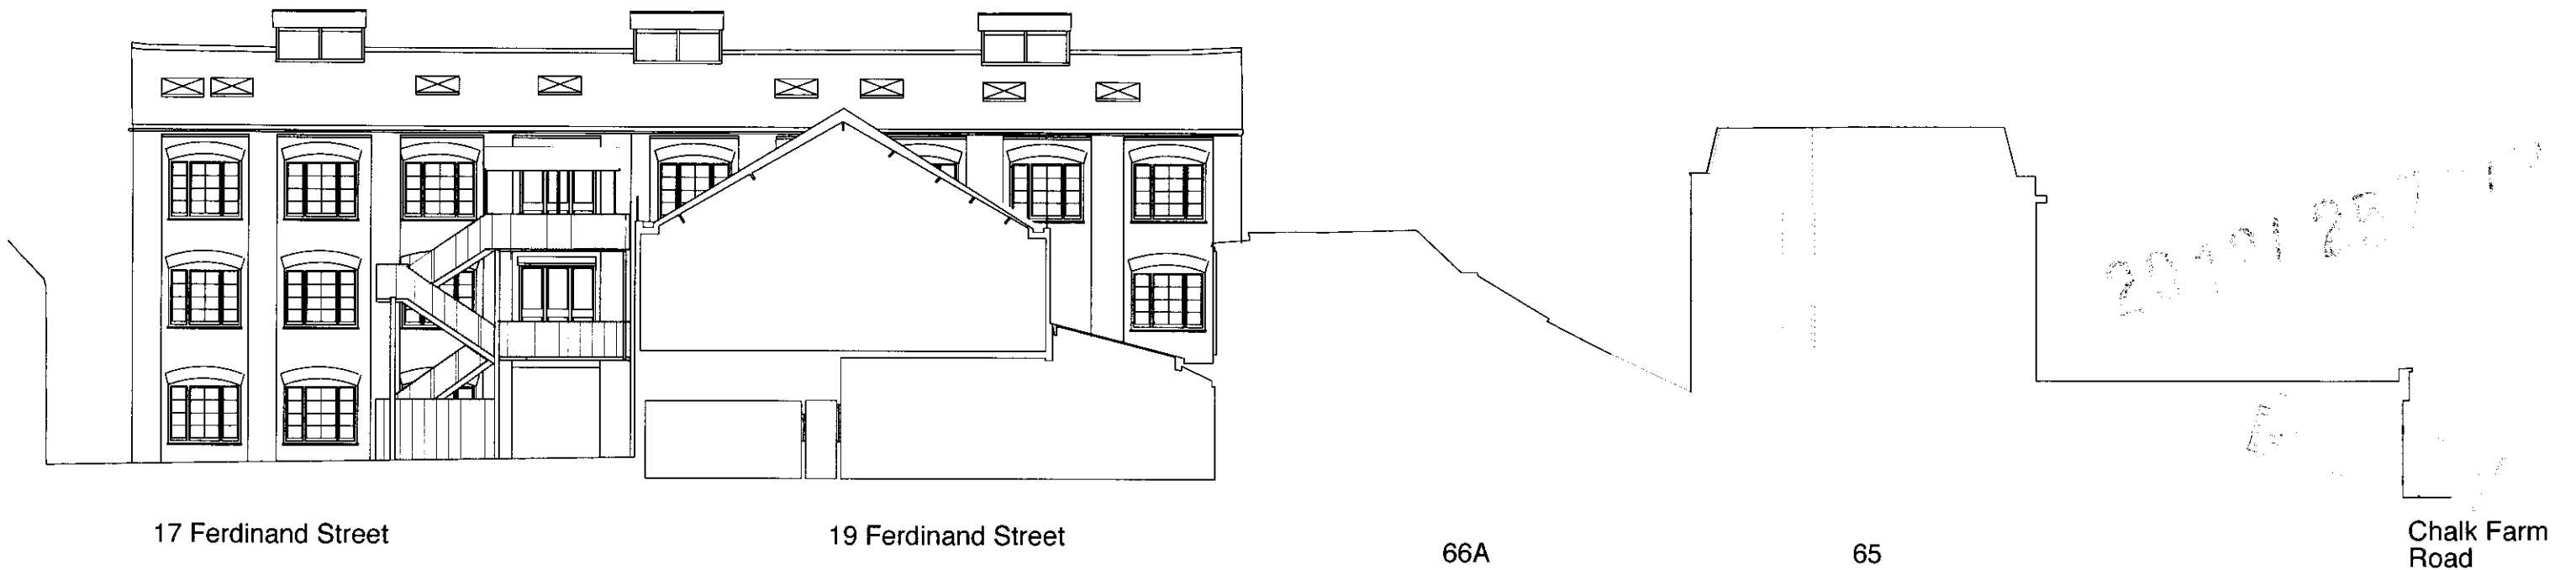 17 Ferdinand Street
19 Ferdinand Street
66A
65
Chalk Farm
Road